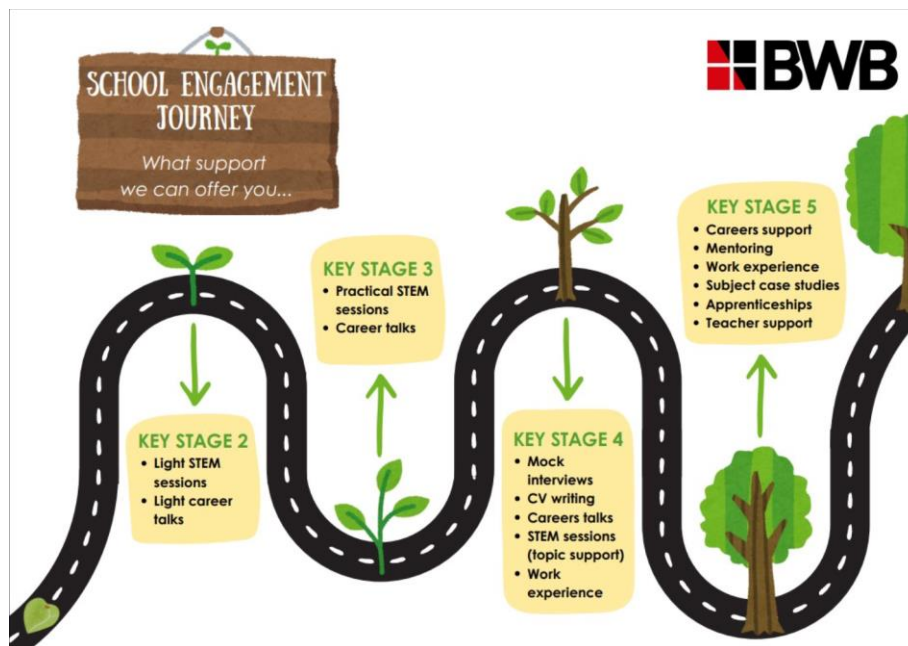 SCHOOL ENGAGEMENT
JOURNEY
What support
we can offer you...
BWB
KEY STAGE 2
• Light STEM
sessions
• Light career
talks
KEY STAGE 3
• Practical STEM
sessions
• Career talks
KEY STAGE 4
• Mock
interviews
• CV writing
• Careers talks
• STEM sessions
(topic support)
• Work
experience
KEY STAGE 5
• Careers support
• Mentoring
• Work experience
• Subject case studies
• Apprenticeships
• Teacher support